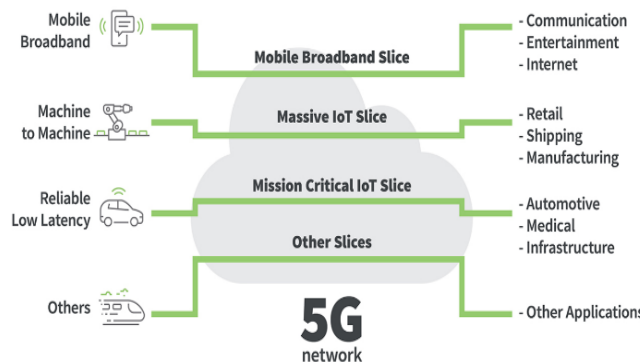 Mobile
Broadband
Mobile Broadband Slice
- Communication
- Entertainment
- Internet
Machine
to Machine
Massive IoT Slice
- Retail
- Shipping
- Manufacturing
Reliable
Low Latency
Mission Critical IoT Slice
- Automotive
- Medical
- Infrastructure
Others
Other Slices
- Other Applications
5G
network